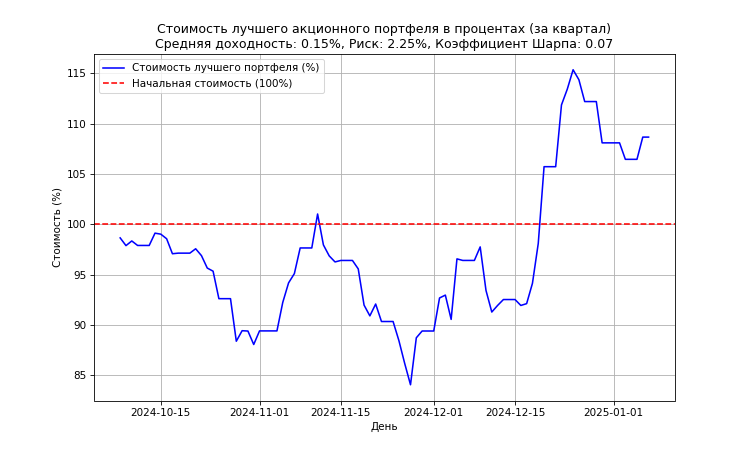 Стоимость лучшего акционного портфеля в процентах (за квартал)
Средняя доходность: 0.15%, Риск: 2.25%, Коэффициент Шарпа: 0.07
Стоимость лучшего портфеля (%)
Начальная стоимость (100%)
Стоимость (%)
115
110
105
100
95
90
85
2024-10-15
2024-11-01
2024-11-15
2024-12-01
2024-12-15
2025-01-01
День